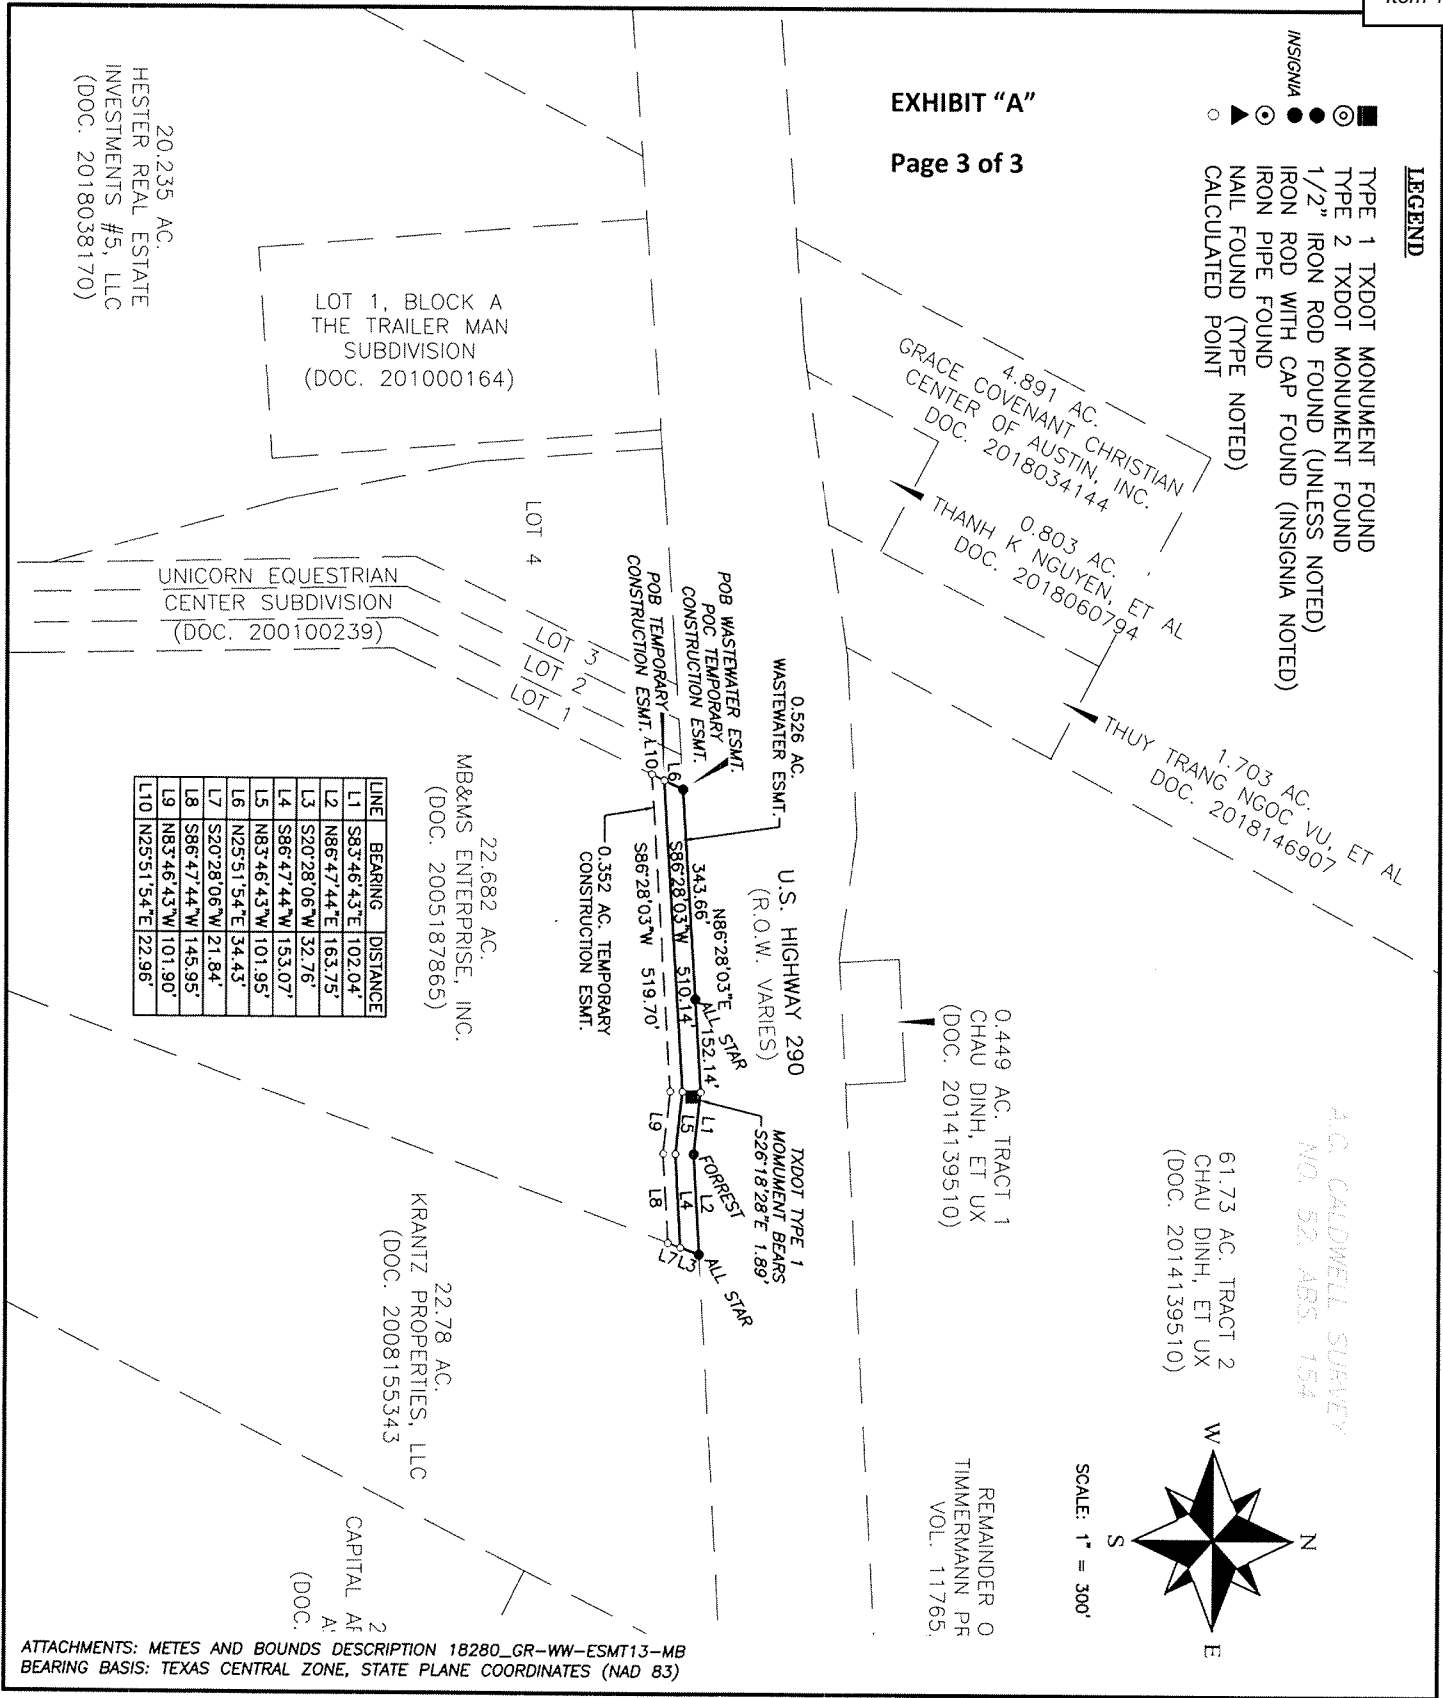 EXHIBIT “A”
Page 3 of 3
LEGEND
TYPE 1 TXDOT MONUMENT FOUND
TYPE 2 TXDOT MONUMENT FOUND
1/2" IRON ROD FOUND (UNLESS NOTED)
INSIGNIA IRON ROD WITH CAP FOUND (INSIGNIA NOTED)
IRON PIPE FOUND
NAIL FOUND (TYPE NOTED)
CALCULATED POINT
A.C. CALDWELL SURVEY
NO. 52, ABS. 154
N
W
E
S
SCALE: 1" = 300'
61.73 AC. TRACT 2
CHAU DINH, ET UX
(DOC. 2014139510)
0.449 AC. TRACT 1
CHAU DINH, ET UX
(DOC. 2014139510)
REMAINDER O
TIMMERMANN PR
VOL. 11765,
4.891 AC.
GRACE COVENANT CHRISTIAN
CENTER OF AUSTIN, INC.
DOC. 2018034144
0.803 AC.
THANH K NGUYEN, ET AL
DOC. 2018060794
1.703 AC.
THUY TRANG NGOC VU, ET AL
DOC. 2018146907
U.S. HIGHWAY 290
(R.O.W. VARIES)
0.526 AC.
WASTEWATER ESMT.
POB WASTEWATER ESMT.
POC TEMPORARY
CONSTRUCTION ESMT.
POB TEMPORARY
CONSTRUCTION ESMT.
TXDOT TYPE 1
MOMUMENT BEARS
S26°18'28"E 1.89'
N86°28'03"E
343.66'
152.14'
ALL STAR
FORREST
ALL STAR
S86°28'03"W 510.14'
S86°28'03"W 519.70'
L1
L2
L3
L4
L5
L6
L7
L8
L9
L10
0.352 AC. TEMPORARY
CONSTRUCTION ESMT.
LOT 1, BLOCK A
THE TRAILER MAN
SUBDIVISION
(DOC. 201000164)
20.235 AC.
HESTER REAL ESTATE
INVESTMENTS #5, LLC
(DOC. 2018038170)
LOT 4
LOT 3
LOT 2
LOT 1
UNICORN EQUESTRIAN
CENTER SUBDIVISION
(DOC. 200100239)
22.682 AC.
MB&MS ENTERPRISE, INC.
(DOC. 2005187865)
22.78 AC.
KRANTZ PROPERTIES, LLC
(DOC. 2008155343
2
CAPITAL AF
A
(DOC.
LINE BEARING DISTANCE
L1 S83°46'43"E 102.04'
L2 N86°47'44"E 163.75'
L3 S20°28'06"W 32.76'
L4 S86°47'44"W 153.07'
L5 N83°46'43"W 101.95'
L6 N25°51'54"E 34.43'
L7 S20°28'06"W 21.84'
L8 S86°47'44"W 145.95'
L9 N83°46'43"W 101.90'
L10 N25°51'54"E 22.96'
ATTACHMENTS: METES AND BOUNDS DESCRIPTION 18280_GR-WW-ESMT13-MB
BEARING BASIS: TEXAS CENTRAL ZONE, STATE PLANE COORDINATES (NAD 83)